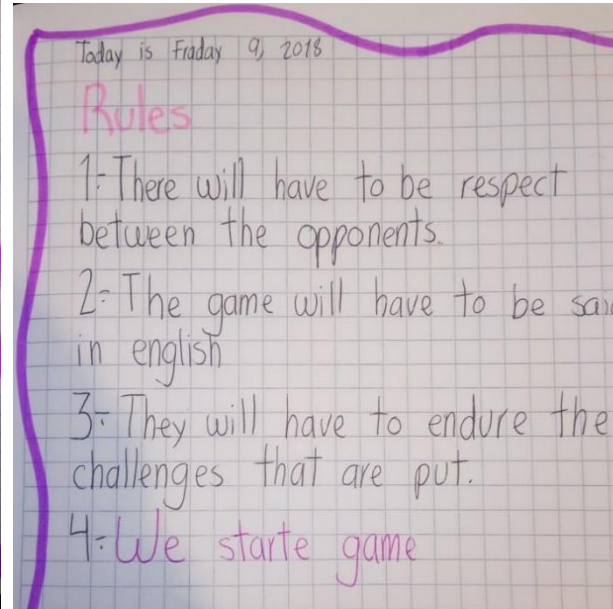 Today is Fraday 9, 2018
Rules
1- There will have to be respect
between the opponents.
2- The game will have to be said
in english
3- They will have to endure the
challenges that are put.
4- We starte game